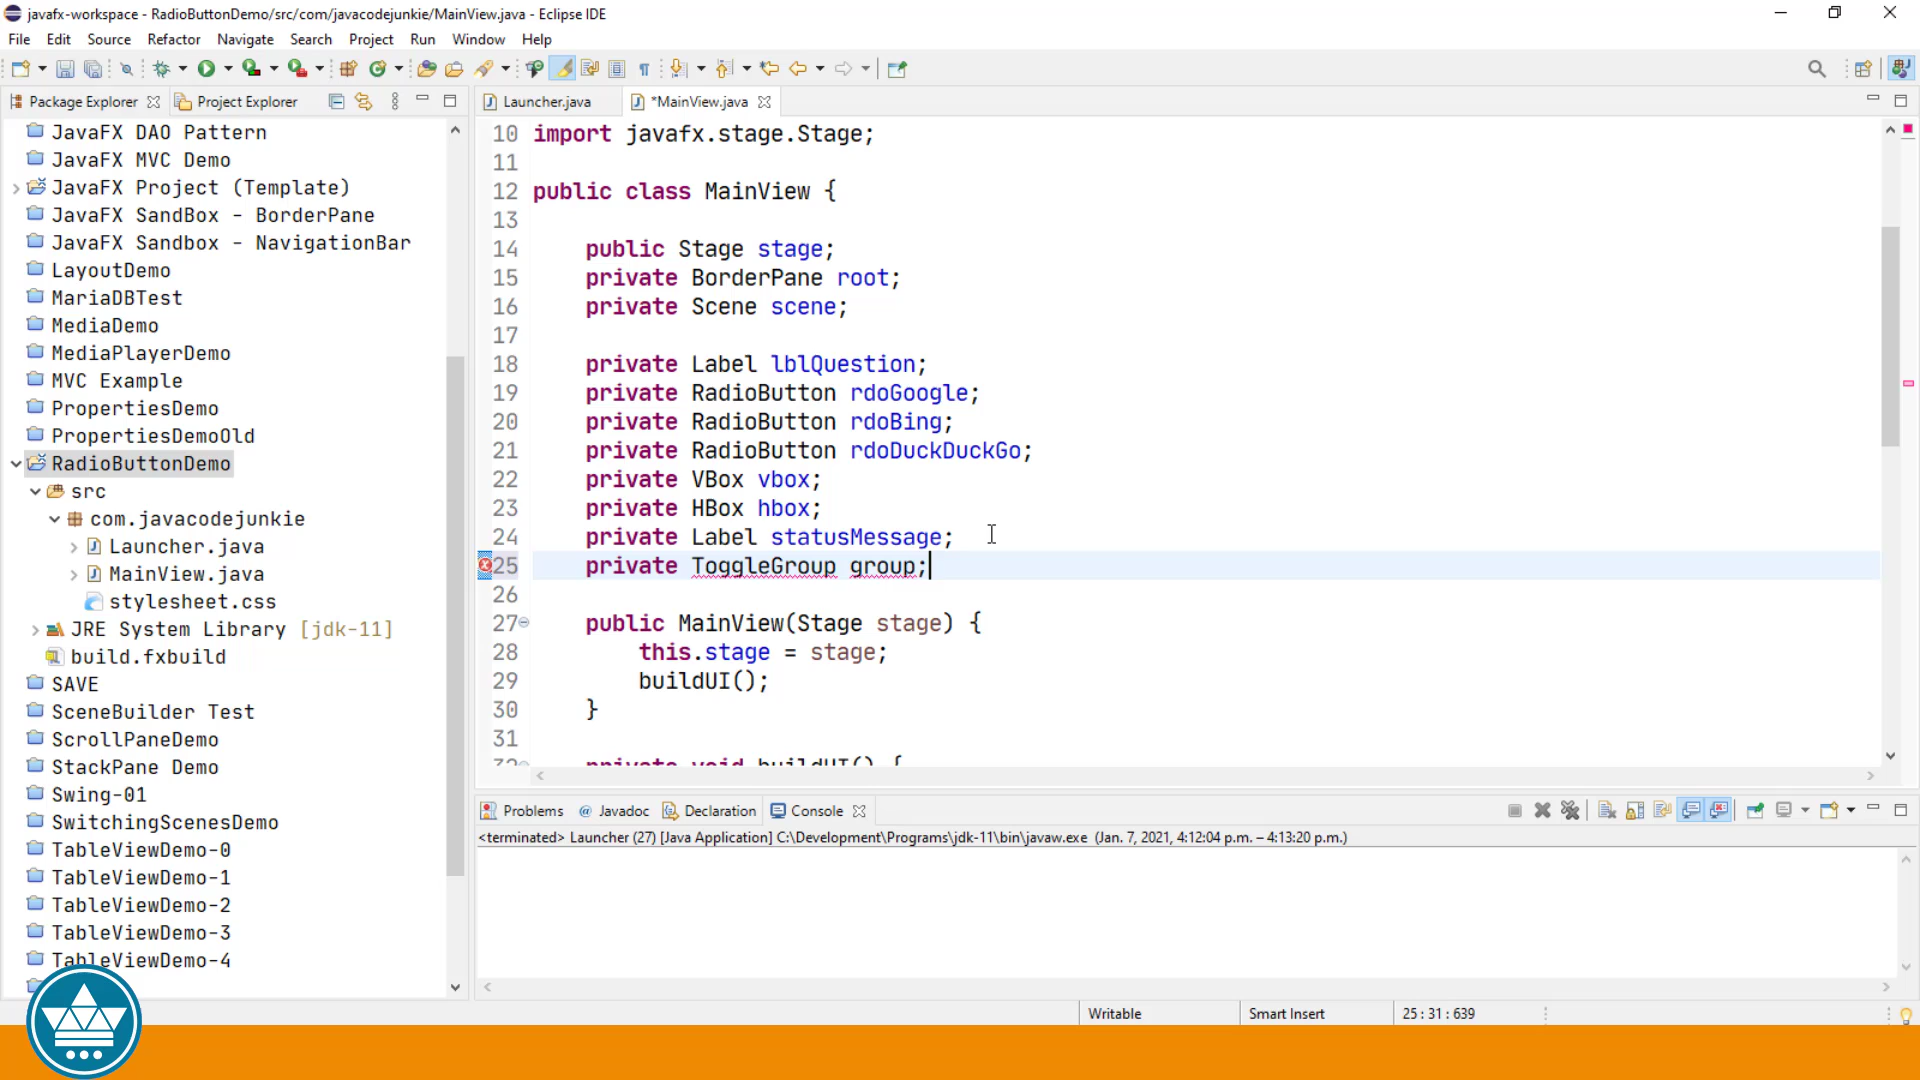 javafx-workspace - RadioButtonDemo/src/com/javacodejunkie/MainView.java - Eclipse IDE
File Edit Source Refactor Navigate Search Project Run Window Help
Package Explorer Project Explorer
JavaFX DAO Pattern
JavaFX MVC Demo
JavaFX Project (Template)
JavaFX SandBox - BorderPane
JavaFX Sandbox - NavigationBar
LayoutDemo
MariaDBTest
MediaDemo
MediaPlayerDemo
MVC Example
PropertiesDemo
PropertiesDemoOld
RadioButtonDemo
src
com.javacodejunkie
Launcher.java
MainView.java
stylesheet.css
JRE System Library [jdk-11]
build.fxbuild
SAVE
SceneBuilder Test
ScrollPaneDemo
StackPane Demo
Swing-01
SwitchingScenesDemo
TableViewDemo-0
TableViewDemo-1
TableViewDemo-2
TableViewDemo-3
TableViewDemo-4
Launcher.java *MainView.java
10 import javafx.stage.Stage;
11
12 public class MainView {
13
14 public Stage stage;
15 private BorderPane root;
16 private Scene scene;
17
18 private Label lblQuestion;
19 private RadioButton rdoGoogle;
20 private RadioButton rdoBing;
21 private RadioButton rdoDuckDuckGo;
22 private VBox vbox;
23 private HBox hbox;
24 private Label statusMessage;
25 private ToggleGroup group;
26
27 public MainView(Stage stage) {
28 this.stage = stage;
29 buildUI();
30 }
31
32 private void buildUI() {
Problems @ Javadoc Declaration Console
<terminated> Launcher (27) [Java Application] C:\Development\Programs\jdk-11\bin\javaw.exe (Jan. 7, 2021, 4:12:04 p.m. – 4:13:20 p.m.)
Writable Smart Insert 25 : 31 : 639